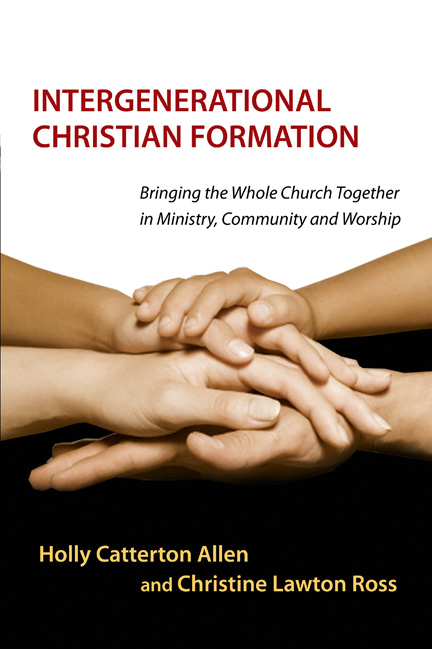 INTERGENERATIONAL
CHRISTIAN FORMATION
Bringing the Whole Church Together
in Ministry, Community and Worship
Holly Catterton Allen
and Christine Lawton Ross